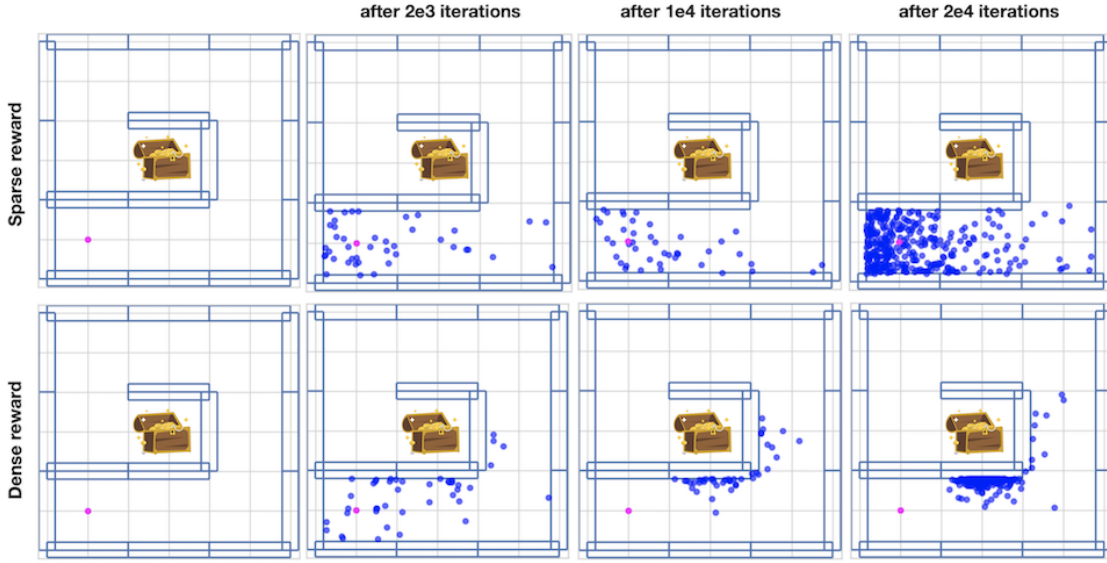 after 2e3 iterations
after 1e4 iterations
after 2e4 iterations
Sparse reward
Dense reward